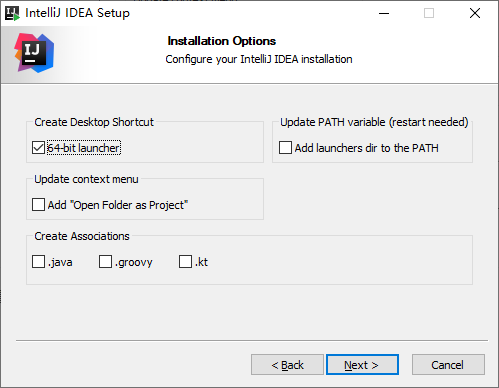 IntelliJ IDEA Setup
IJ
Installation Options
Configure your IntelliJ IDEA installation
Create Desktop Shortcut
64-bit launcher
Update PATH variable (restart needed)
Add launchers dir to the PATH
Update context menu
Add "Open Folder as Project"
Create Associations
.java .groovy .kt
< Back Next > Cancel